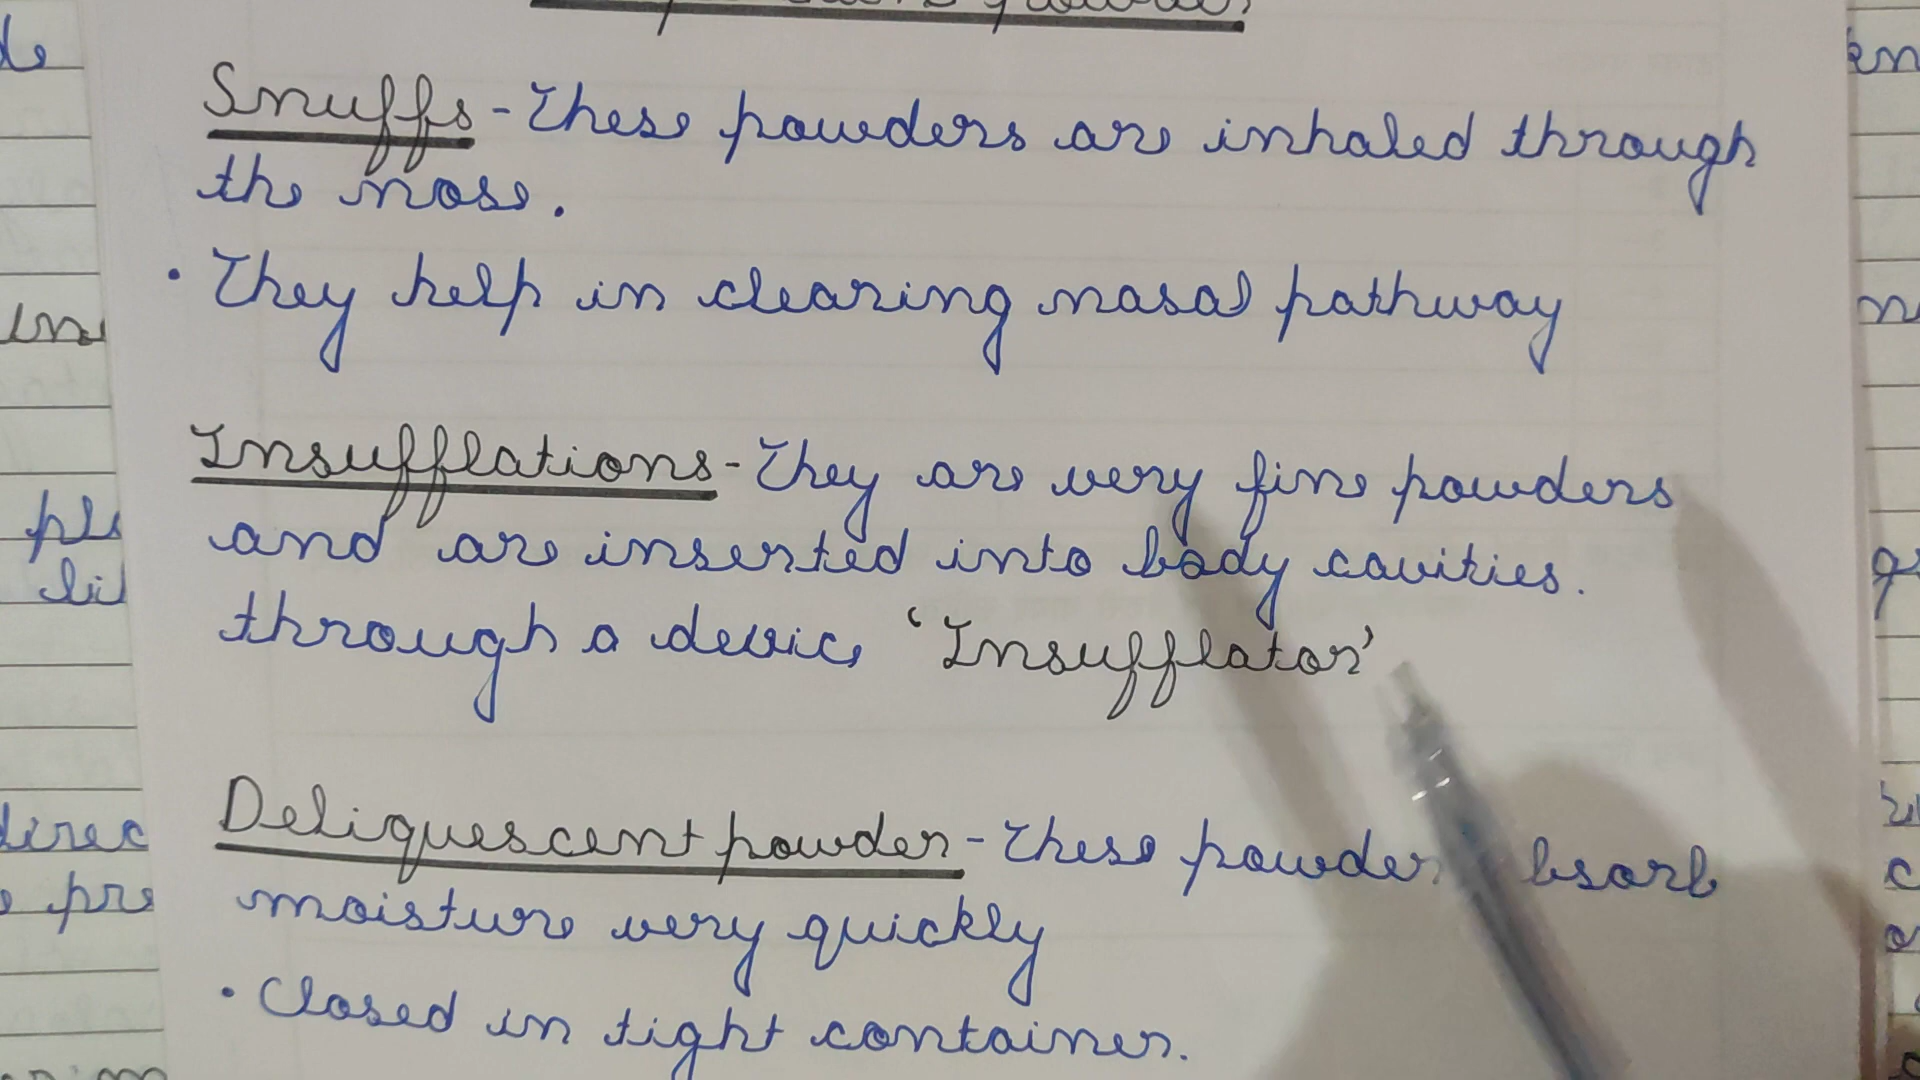 Snuffs - These powders are inhaled through
the nose.
• They help in clearing nasal pathway
Insufflations - They are very fine powders
and are inserted into body cavities.
through a device 'Insufflator'
Deliquescent powder - These powder bsorb
moisture very quickly
• Closed in tight container.